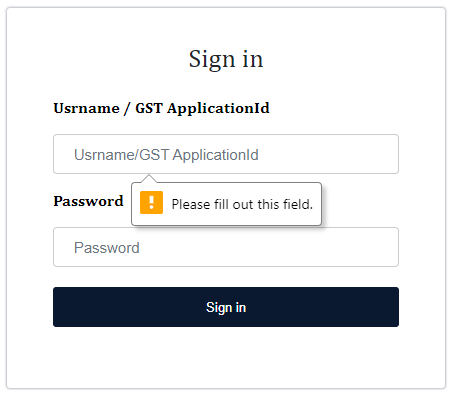 Sign in
Usrname / GST ApplicationId
Usrname/GST ApplicationId
Password
Please fill out this field.
Password
Sign in